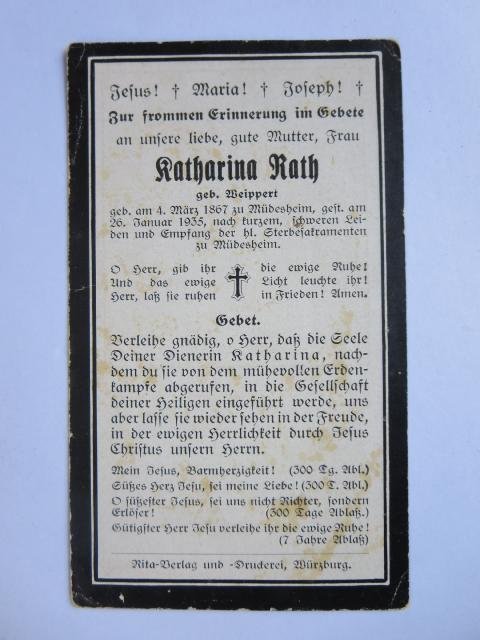 Jesus! † Maria! † Joseph! †
Zur frommen Erinnerung im Gebete
an unsere liebe, gute Mutter, Frau
Katharina Rath
geb. Weippert
geb. am 4. März 1867 zu Müdesheim, gest. am
26. Januar 1935, nach kurzem, schweren Lei-
den und Empfang der hl. Sterbesakramenten
zu Müdesheim.
O Herr, gib ihr die ewige Ruhe!
Und das ewige Licht leuchte ihr!
Herr, laß sie ruhen in Frieden! Amen.
Gebet.
Verleihe gnädig, o Herr, daß die Seele
Deiner Dienerin Katharina, nach-
dem du sie von dem mühevollen Erden-
kampfe abgerufen, in die Gesellschaft
deiner Heiligen eingeführt werde, uns
aber lasse sie wieder sehen in der Freude,
in der ewigen Herrlichkeit durch Jesus
Christus unsern Herrn.
Mein Jesus, Barmherzigkeit! (300 Tg. Abl.)
Süßes Herz Jesu, sei meine Liebe! (300 T. Abl.)
O süßester Jesus, sei uns nicht Richter, sondern
Erlöser! (300 Tage Ablaß.)
Gütigster Herr Jesu verleihe ihr die ewige Ruhe!
(7 Jahre Ablaß)
Rita-Verlag und -Druckerei, Würzburg.